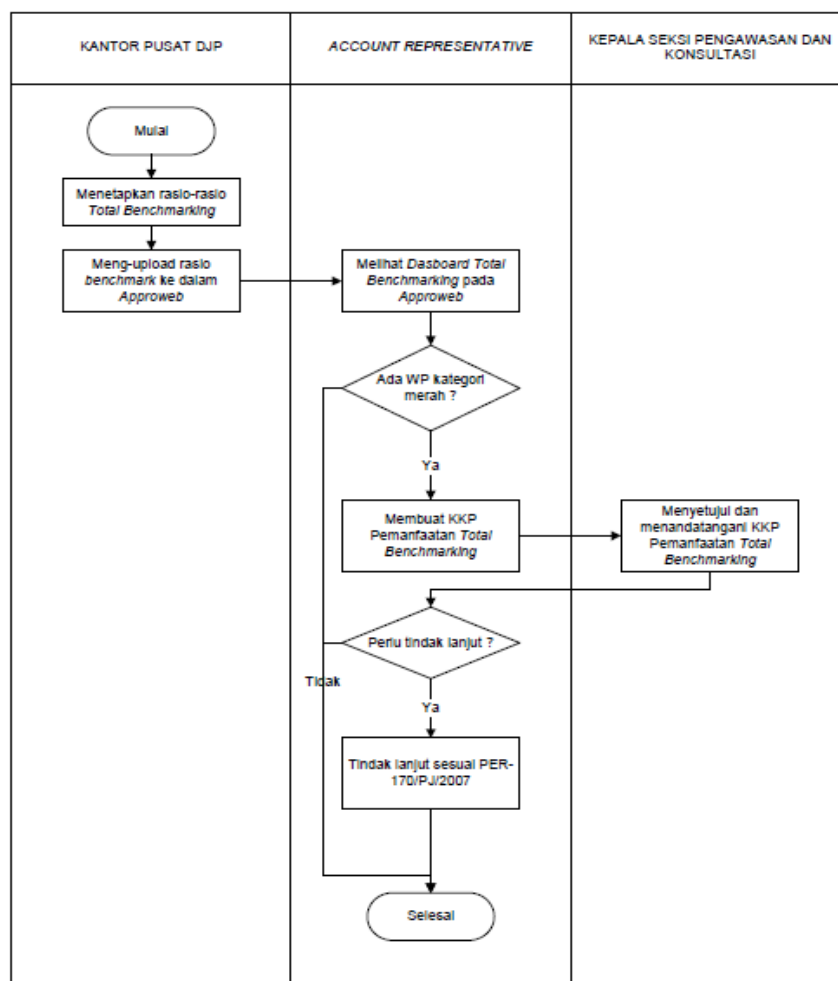 KANTOR PUSAT DJP
ACCOUNT REPRESENTATIVE
KEPALA SEKSI PENGAWASAN DAN
KONSULTASI
Mulai
Menetapkan rasio-rasio
Total Benchmarking
Meng-upload rasio
benchmark ke dalam
Approweb
Melihat Dasboard Total
Benchmarking pada
Approweb
Ada WP kategori
merah ?
Ya
Membuat KKP
Pemanfaatan Total
Benchmarking
Menyetujui dan
menandatangani KKP
Pemanfaatan Total
Benchmarking
Perlu tindak lanjut ?
Tidak
Ya
Tindak lanjut sesuai PER-
170/PJ/2007
Selesai